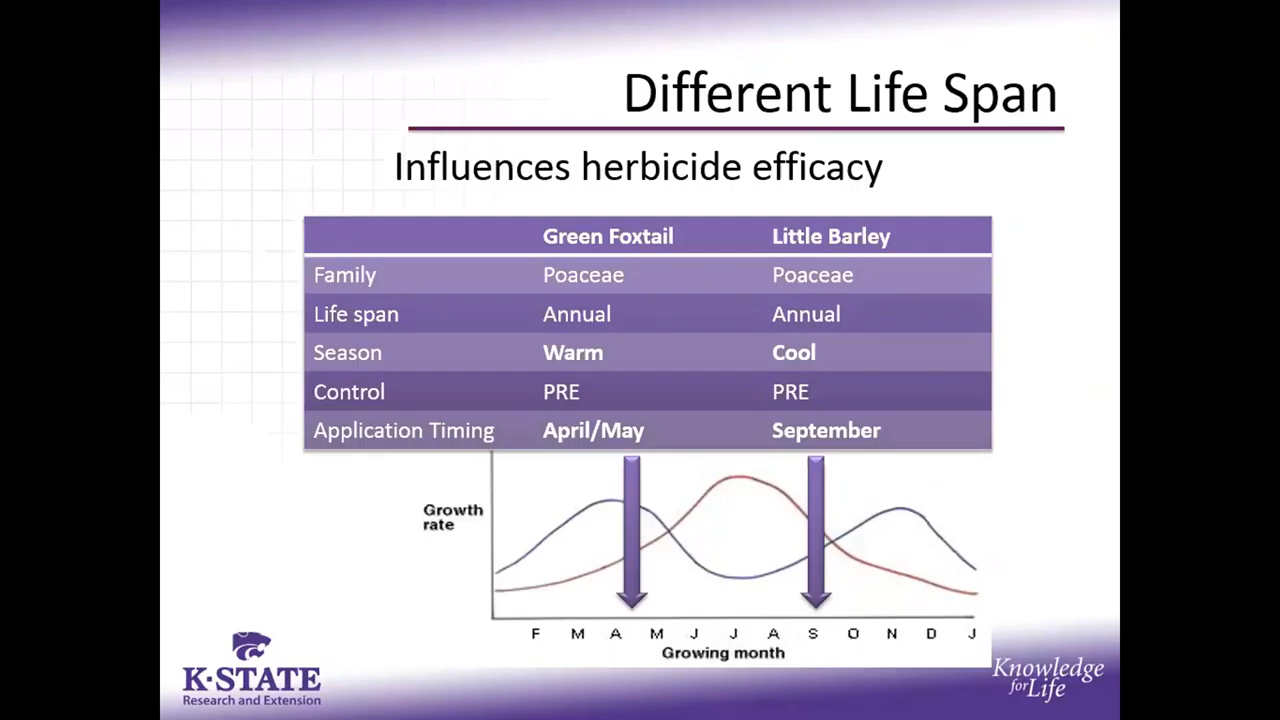 Different Life Span
Influences herbicide efficacy
Green Foxtail Little Barley
Family Poaceae Poaceae
Life span Annual Annual
Season Warm Cool
Control PRE PRE
Application Timing April/May September
Growth
rate
F M A M J J A S O N D J
Growing month
K-STATE
Research and Extension
Knowledge
for Life